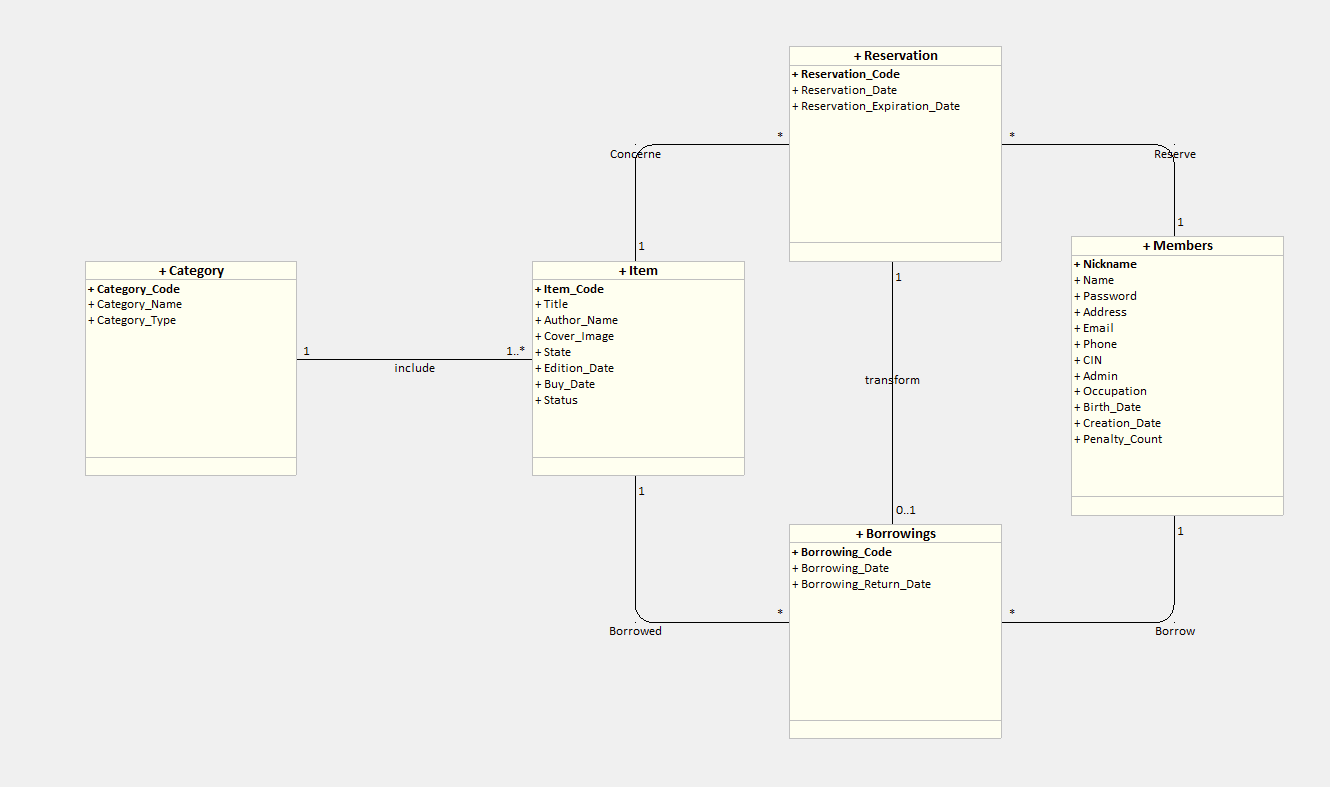 + Reservation
+ Reservation_Code
+ Reservation_Date
+ Reservation_Expiration_Date
*
*
Concerne
Reserve
1
1
+ Category
+ Category_Code
+ Category_Name
+ Category_Type
1
1..*
include
+ Item
+ Item_Code
+ Title
+ Author_Name
+ Cover_Image
+ State
+ Edition_Date
+ Buy_Date
+ Status
1
transform
0..1
+ Members
+ Nickname
+ Name
+ Password
+ Address
+ Email
+ Phone
+ CIN
+ Admin
+ Occupation
+ Birth_Date
+ Creation_Date
+ Penalty_Count
1
1
+ Borrowings
+ Borrowing_Code
+ Borrowing_Date
+ Borrowing_Return_Date
*
*
Borrowed
Borrow